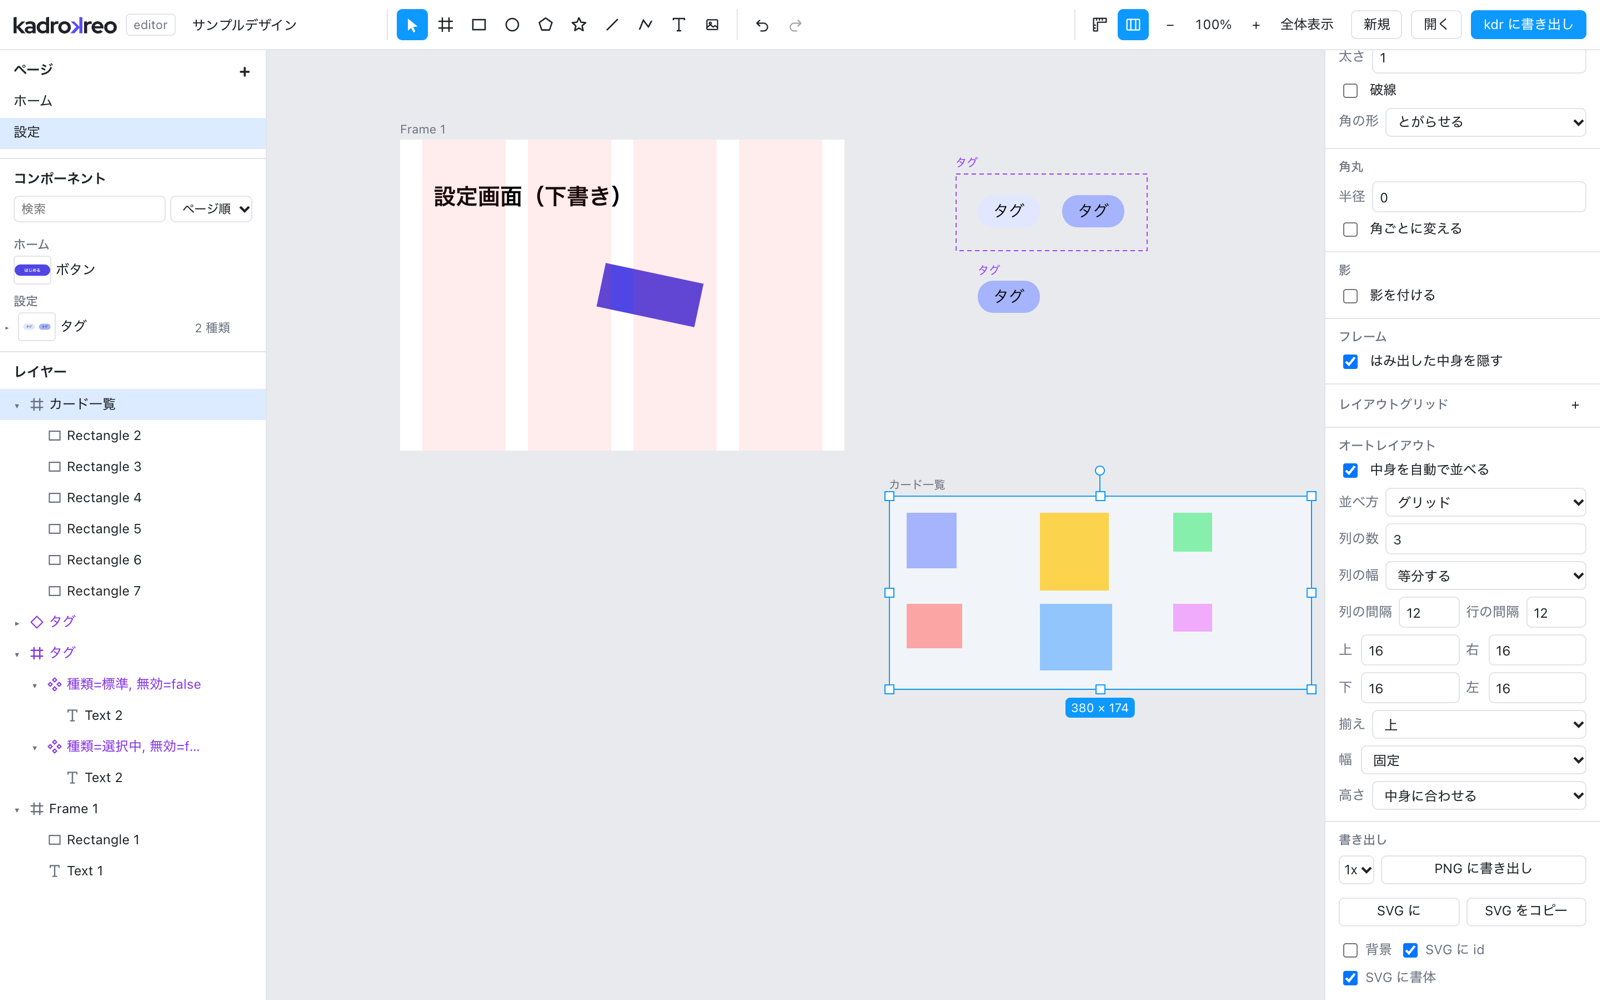 kadrokreo editor サンプルデザイン
100% 全体表示 新規 開く kdr に書き出し
ページ
ホーム
設定
コンポーネント
検索 ページ順
ホーム
はじめる ボタン
設定
タグ 2 種類
レイヤー
カード一覧
Rectangle 2
Rectangle 3
Rectangle 4
Rectangle 5
Rectangle 6
Rectangle 7
タグ
タグ
種類=標準, 無効=false
Text 2
種類=選択中, 無効=f...
Text 2
Frame 1
Rectangle 1
Text 1
Frame 1
設定画面（下書き）
タグ
タグ タグ
タグ
タグ
カード一覧
380 × 174
太さ 1
破線
角の形 とがらせる
角丸
半径 0
角ごとに変える
影
影を付ける
フレーム
はみ出した中身を隠す
レイアウトグリッド +
オートレイアウト
中身を自動で並べる
並べ方 グリッド
列の数 3
列の幅 等分する
列の間隔 12 行の間隔 12
上 16 右 16
下 16 左 16
揃え 上
幅 固定
高さ 中身に合わせる
書き出し
1x PNG に書き出し
SVG に SVG をコピー
背景 SVG に id
SVG に書体